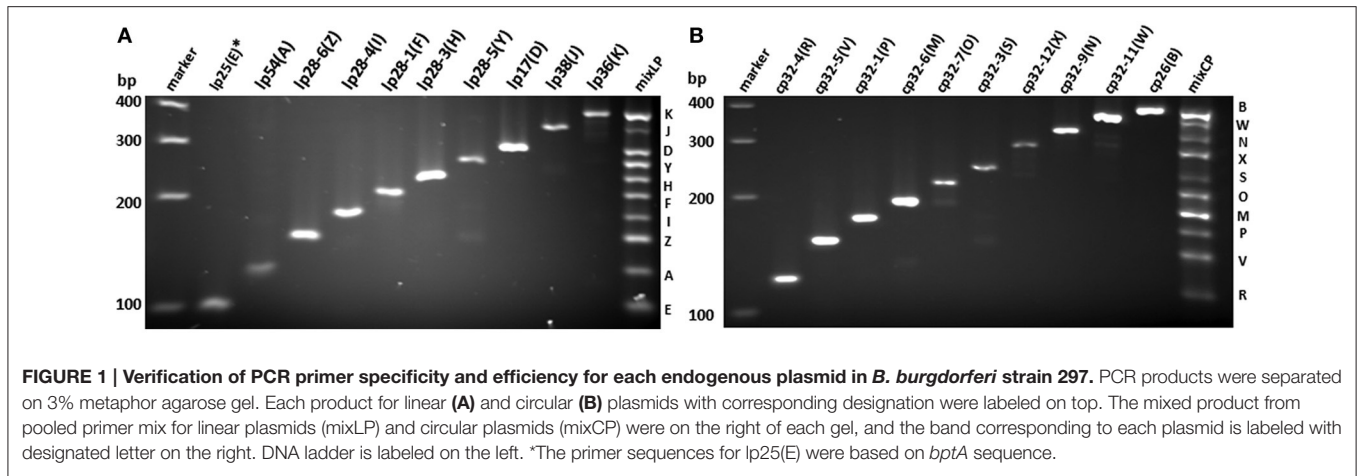 A
marker
lp25(E)*
lp54(A)
lp28-6(Z)
lp28-4(I)
lp28-1(F)
lp28-3(H)
lp28-5(Y)
lp17(D)
lp38(J)
lp36(K)
mixLP
bp
400
300
200
100
K
J
D
Y
H
F
I
Z
A
E
B
marker
cp32-4(R)
cp32-5(V)
cp32-1(P)
cp32-6(M)
cp32-7(O)
cp32-3(S)
cp32-12(X)
cp32-9(N)
cp32-11(W)
cp26(B)
mixCP
bp
400
300
200
100
B
W
N
X
S
O
M
P
V
R
FIGURE 1 | Verification of PCR primer specificity and efficiency for each endogenous plasmid in B. burgdorferi strain 297. PCR products were separated
on 3% metaphor agarose gel. Each product for linear (A) and circular (B) plasmids with corresponding designation were labeled on top. The mixed product from
pooled primer mix for linear plasmids (mixLP) and circular plasmids (mixCP) were on the right of each gel, and the band corresponding to each plasmid is labeled with
designated letter on the right. DNA ladder is labeled on the left. *The primer sequences for lp25(E) were based on bptA sequence.